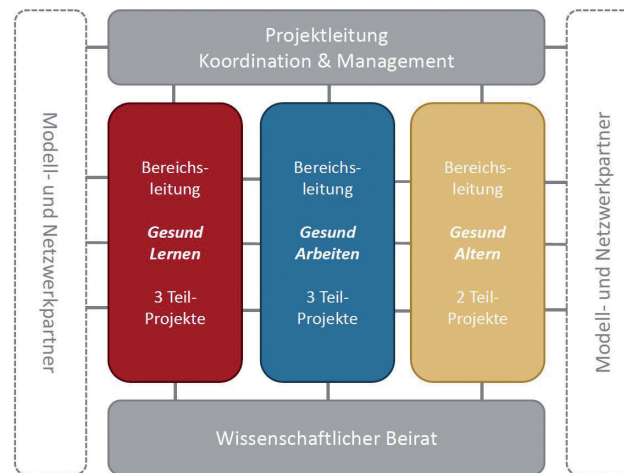 Projektleitung
Koordination & Management
Modell- und Netzwerkpartner
Bereichs-
leitung
Gesund
Lernen
3 Teil-
Projekte
Bereichs-
leitung
Gesund
Arbeiten
3 Teil-
Projekte
Bereichs-
leitung
Gesund
Altern
2 Teil-
Projekte
Modell- und Netzwerkpartner
Wissenschaftlicher Beirat